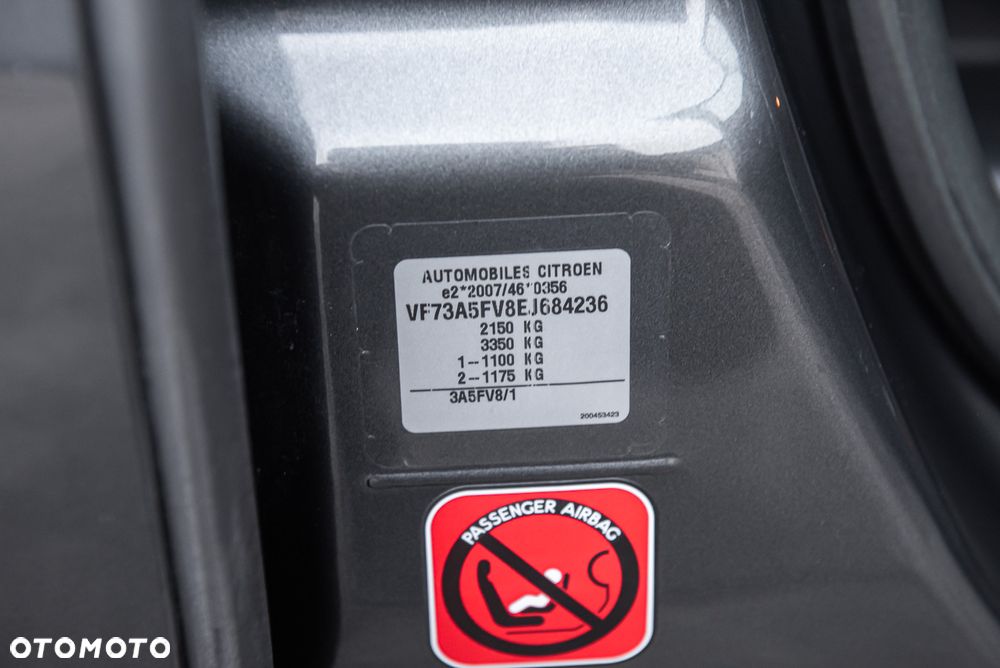 AUTOMOBILES CITROEN
e2*2007/46*0356
VF73A5FV8EJ684236
2150 KG
3350 KG
1--1100 KG
2--1175 KG
3A5FV8/1
200453423
PASSENGER AIRBAG
OTOMOTO